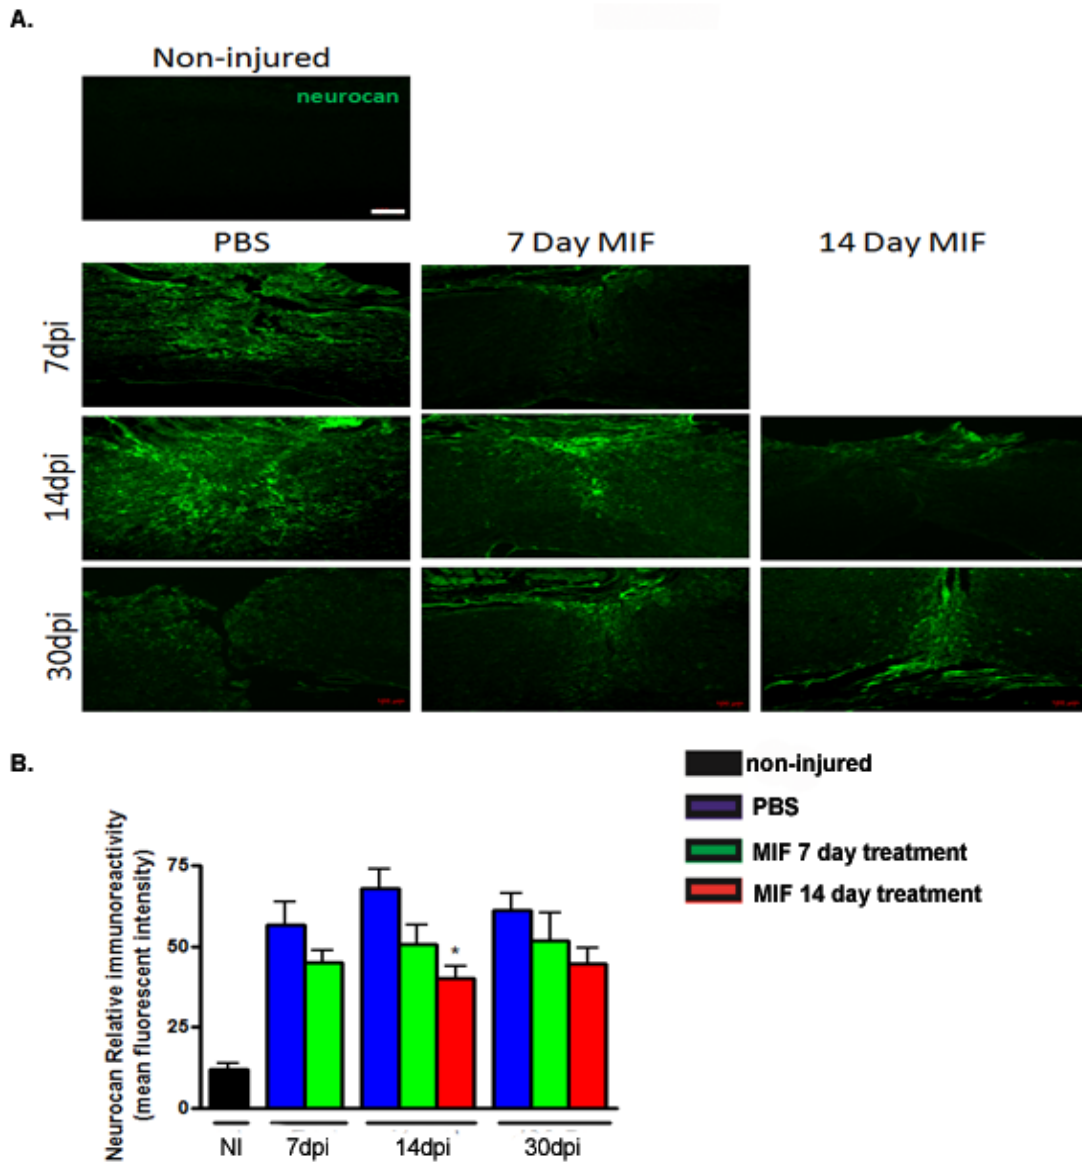 A.
Non-injured
neurocan
PBS
7 Day MIF
14 Day MIF
7dpi
14dpi
30dpi
B.
non-injured
PBS
MIF 7 day treatment
MIF 14 day treatment
Neurocan Relative immunoreactivity
(mean fluorescent intensity)
75
50
25
0
*
NI
7dpi
14dpi
30dpi